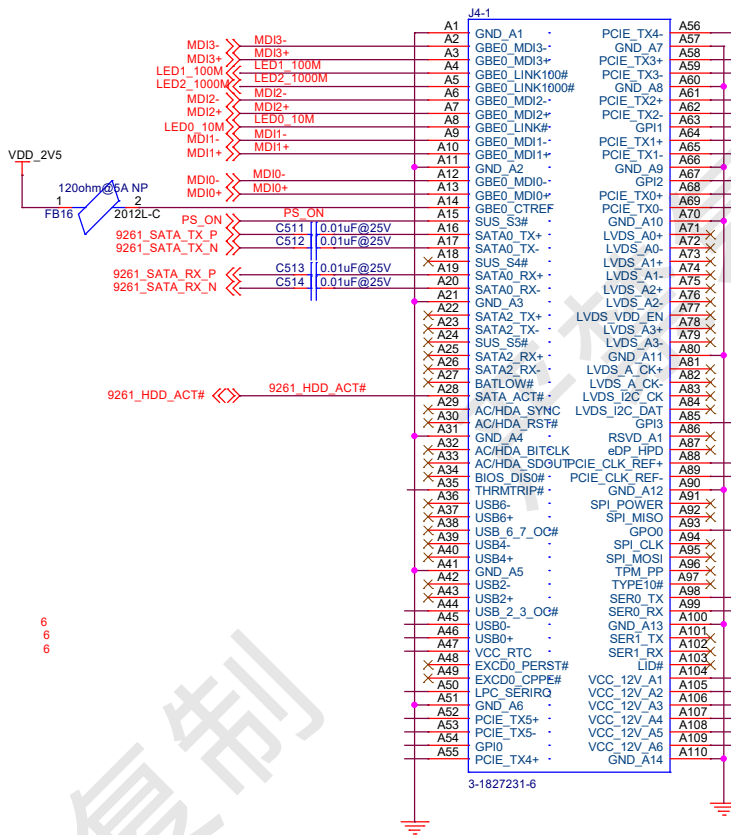 J4-1
A1 GND_A1 PCIE_TX4- A56
MDI3- MDI3- A2 GBE0_MDI3- GND_A7 A57
MDI3+ MDI3+ A3 GBE0_MDI3+ PCIE_TX3+ A58
LED1_100M LED1_100M A4 GBE0_LINK100# PCIE_TX3- A59
LED2_1000M LED2_1000M A5 GBE0_LINK1000# GND_A8 A60
MDI2- MDI2- A6 GBE0_MDI2- PCIE_TX2+ A61
MDI2+ MDI2+ A7 GBE0_MDI2+ PCIE_TX2- A62
LED0_10M LED0_10M A8 GBE0_LINK# GPI1 A63
MDI1- MDI1- A9 GBE0_MDI1- PCIE_TX1+ A64
MDI1+ MDI1+ A10 GBE0_MDI1+ PCIE_TX1- A65
VDD_2V5 A11 GND_A2 GND_A9 A66
MDI0- MDI0- A12 GBE0_MDI0- GPI2 A67
120ohm@5A NP
MDI0+ MDI0+ A13 GBE0_MDI0+ PCIE_TX0+ A68
1 2 A14 GBE0_CTREF PCIE_TX0- A69
FB16 2012L-C
PS_ON PS_ON A15 SUS_S3# GND_A10 A70
9261_SATA_TX_P C511 0.01uF@25V A16 SATA0_TX+ LVDS_A0+ A71
9261_SATA_TX_N C512 0.01uF@25V A17 SATA0_TX- LVDS_A0- A72
A18 SUS_S4# LVDS_A1+ A73
9261_SATA_RX_P C513 0.01uF@25V A19 SATA0_RX+ LVDS_A1- A74
9261_SATA_RX_N C514 0.01uF@25V A20 SATA0_RX- LVDS_A2+ A75
A21 GND_A3 LVDS_A2- A76
A22 SATA2_TX+ LVDS_VDD_EN A77
A23 SATA2_TX- LVDS_A3+ A78
A24 SUS_S5# LVDS_A3- A79
A25 SATA2_RX+ GND_A11 A80
A26 SATA2_RX- LVDS_A_CK+ A81
A27 BATLOW# LVDS_A_CK- A82
9261_HDD_ACT# 9261_HDD_ACT# A28 SATA_ACT# LVDS_I2C_CK A83
A29 AC/HDA_SYNC LVDS_I2C_DAT A84
A30 AC/HDA_RST# GPI3 A85
A31 GND_A4 RSVD_A1 A86
A32 AC/HDA_BITCLK eDP_HPD A87
A33 AC/HDA_SDOUT PCIE_CLK_REF+ A88
A34 BIOS_DIS0# PCIE_CLK_REF- A89
A35 THRMTRIP# GND_A12 A90
A36 USB6- SPI_POWER A91
A37 USB6+ SPI_MISO A92
A38 USB_6_7_OC# GPO0 A93
A39 USB4- SPI_CLK A94
A40 USB4+ SPI_MOSI A95
A41 GND_A5 TPM_PP A96
A42 USB2- TYPE10# A97
A43 USB2+ SER0_TX A98
A44 USB_2_3_OC# SER0_RX A99
6 A45 USB0- GND_A13 A100
6 A46 USB0+ SER1_TX A101
6 A47 VCC_RTC SER1_RX A102
A48 EXCD0_PERST# LID# A103
A49 EXCD0_CPPE# VCC_12V_A1 A104
A50 LPC_SERIRQ VCC_12V_A2 A105
A51 GND_A6 VCC_12V_A3 A106
A52 PCIE_TX5+ VCC_12V_A4 A107
A53 PCIE_TX5- VCC_12V_A5 A108
A54 GPI0 VCC_12V_A6 A109
A55 PCIE_TX4+ GND_A14 A110
3-1827231-6
复制